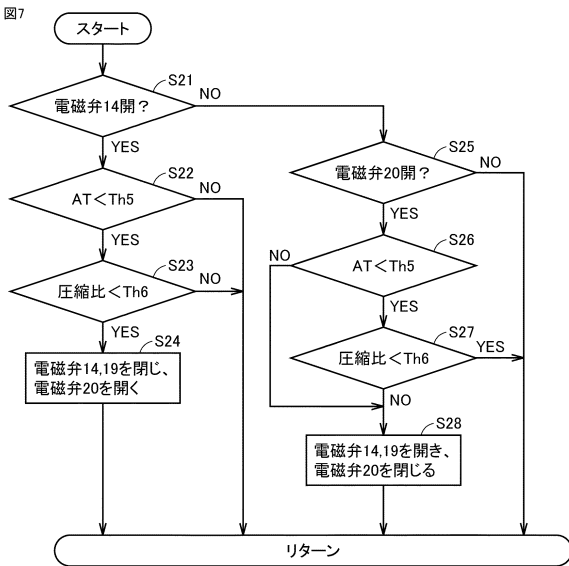 図7
スタート
S21
電磁弁14開？
NO
YES
S22
AT＜Th5
NO
YES
S23
圧縮比＜Th6
NO
YES
S24
電磁弁14,19を閉じ、
電磁弁20を開く
S25
電磁弁20開？
NO
YES
S26
NO
AT＜Th5
YES
S27
圧縮比＜Th6
YES
NO
S28
電磁弁14,19を開き、
電磁弁20を閉じる
リターン